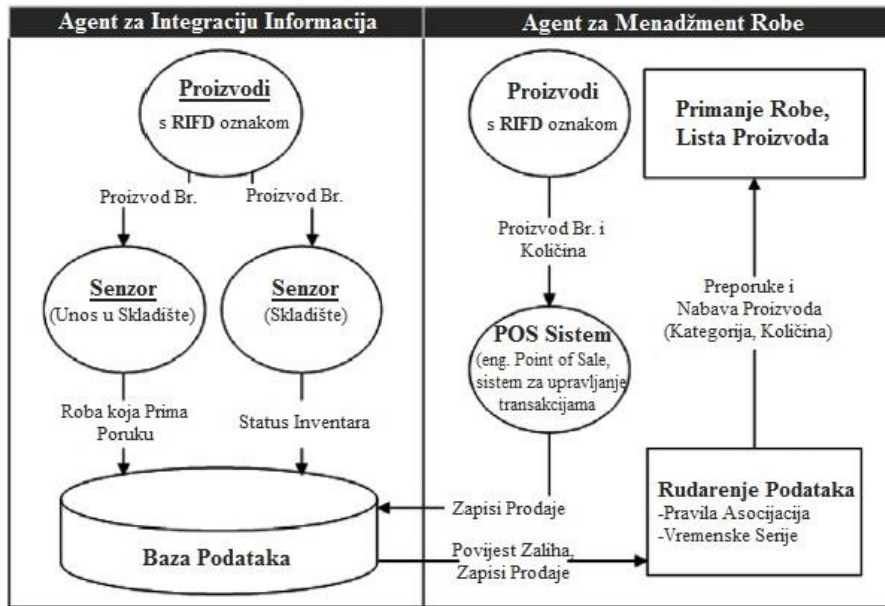 Agent za Integraciju Informacija
Proizvodi
s RIFD oznakom
Proizvod Br.
Proizvod Br.
Senzor
(Unos u Skladište)
Senzor
(Skladište)
Roba koja Prima
Poruku
Status Inventara
Baza Podataka
Agent za Menadžment Robe
Proizvodi
s RIFD oznakom
Primanje Robe,
Lista Proizvoda
Proizvod Br. i
Količina
Preporuke i
Nabava Proizvoda
(Kategorija, Količina)
POS Sistem
(eng. Point of Sale,
sistem za upravljanje
transakcijama
Zapisi Prodaje
Povijest Zaliha,
Zapisi Prodaje
Rudarenje Podataka
-Pravila Asocijacija
-Vremenske Serije